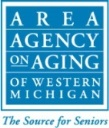 AREA
AGENCY
ON AGING
OF WESTERN
MICHIGAN
The Source for Seniors